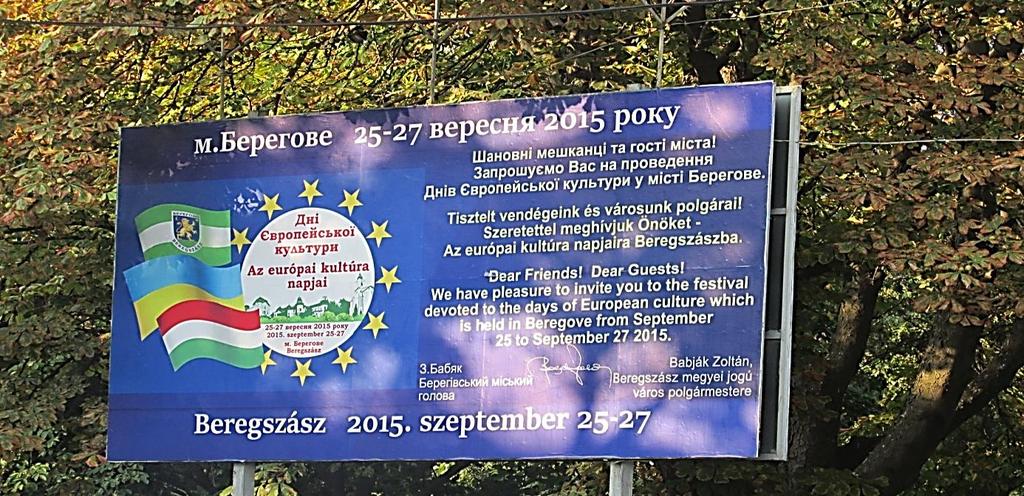 м.Берегове 25-27 вересня 2015 року
Шановні мешканці та гості міста!
Запрошуємо Вас на проведення
Днів Європейської культури у місті Берегове.
Tisztelt vendégeink és városunk polgárai!
Szeretettel meghívjuk Önöket -
Az európai kultúra napjaira Beregszászba.
Dear Friends! Dear Guests!
We have pleasure to invite you to the festival
devoted to the days of European culture which
is held in Beregove from September
25 to September 27 2015.
Дні
Європейської
культури
Az európai kultúra
napjai
25-27 вересня 2015 року
2015. szeptember 25-27
м. Берегове
Beregszász
З.Бабяк
Берегівський міський
голова
Babják Zoltán,
Beregszász megyei jogú
város polgármestere
Beregszász 2015. szeptember 25-27